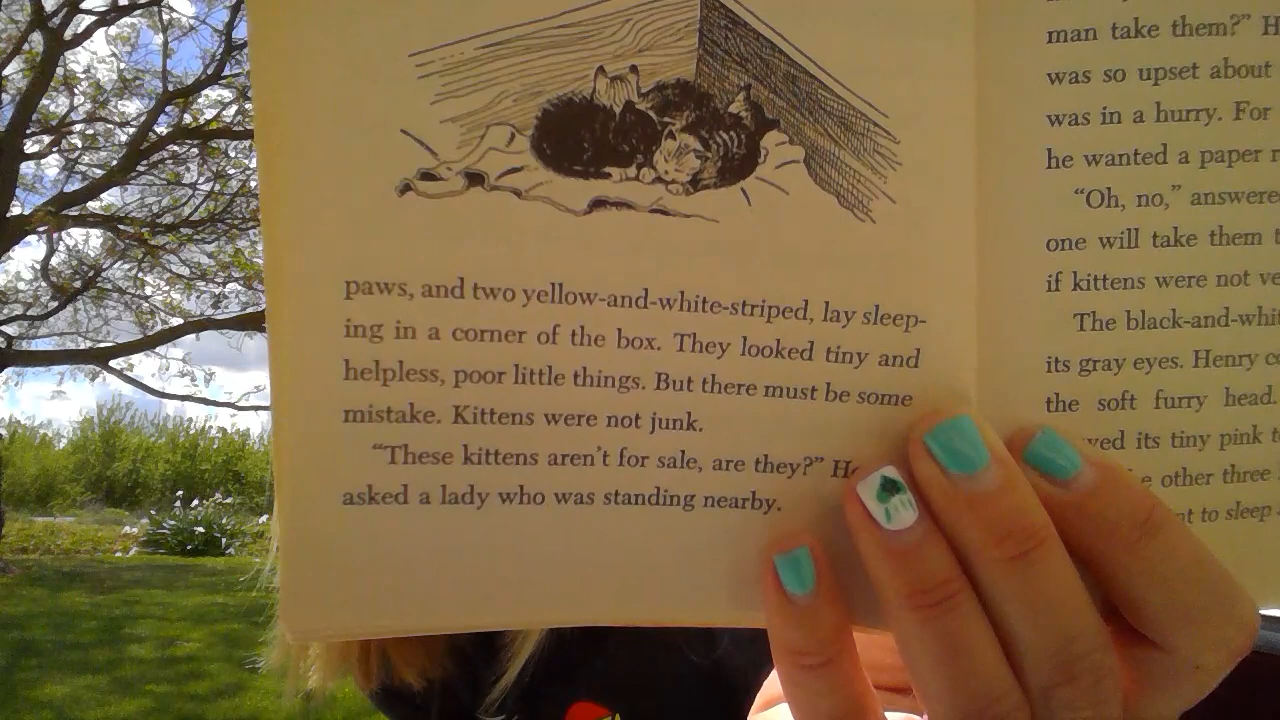 paws, and two yellow-and-white-striped, lay sleep-
ing in a corner of the box. They looked tiny and
helpless, poor little things. But there must be some
mistake. Kittens were not junk.
“These kittens aren’t for sale, are they?”
asked a lady who was standing nearby.
man take them?”
was so upset about
was in a hurry. For
he wanted a paper
“Oh, no,”
one will take them
if kittens were not
The
its gray eyes. Henry
the soft furry head.
its tiny pink
other three
to sleep